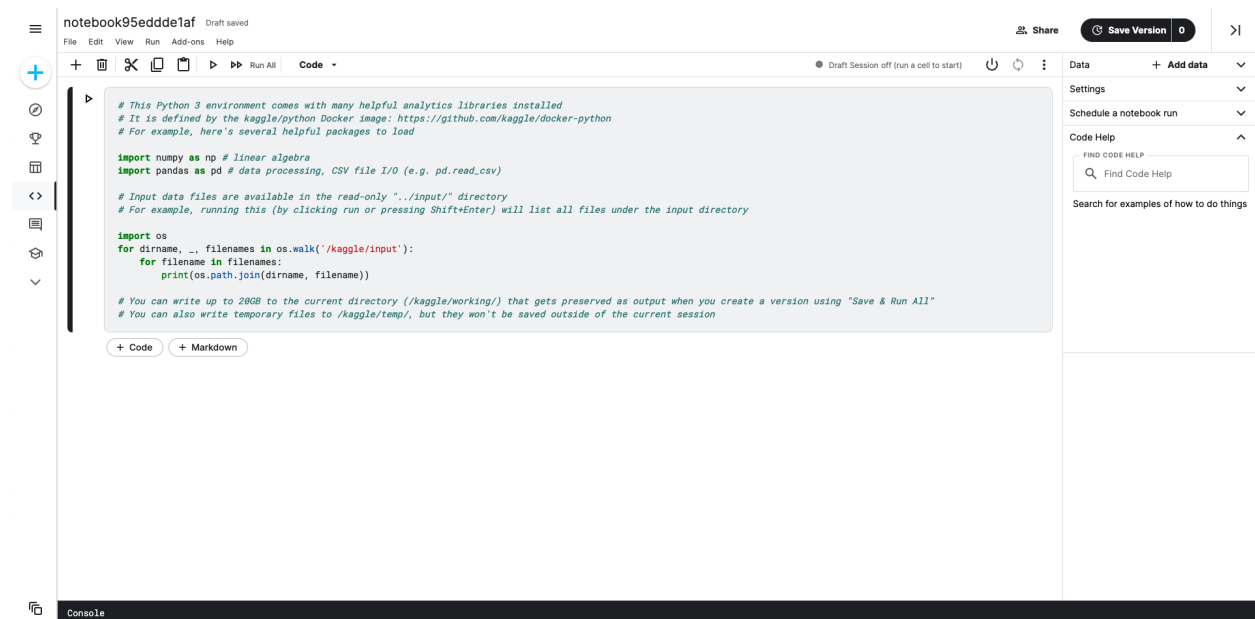 notebook95eddde1af Draft saved
File Edit View Run Add-ons Help
Share
Save Version 0
Run All Code
Draft Session off (run a cell to start)
# This Python 3 environment comes with many helpful analytics libraries installed
# It is defined by the kaggle/python Docker image: https://github.com/kaggle/docker-python
# For example, here's several helpful packages to load
import numpy as np # linear algebra
import pandas as pd # data processing, CSV file I/O (e.g. pd.read_csv)
# Input data files are available in the read-only "../input/" directory
# For example, running this (by clicking run or pressing Shift+Enter) will list all files under the input directory
import os
for dirname, _, filenames in os.walk('/kaggle/input'):
    for filename in filenames:
        print(os.path.join(dirname, filename))
# You can write up to 20GB to the current directory (/kaggle/working/) that gets preserved as output when you create a version using "Save & Run All"
# You can also write temporary files to /kaggle/temp/, but they won't be saved outside of the current session
+ Code + Markdown
Data + Add data
Settings
Schedule a notebook run
Code Help
FIND CODE HELP
Find Code Help
Search for examples of how to do things
Console